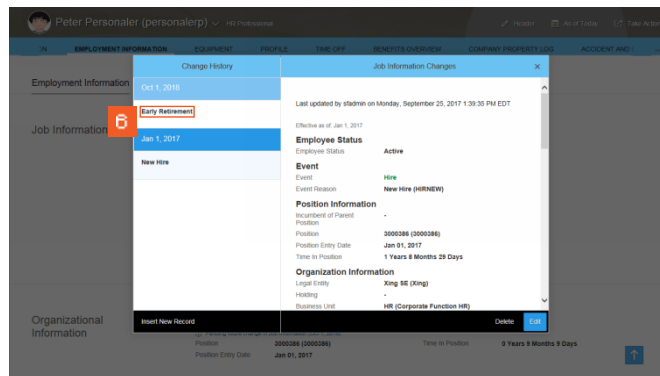 Peter Personaler (personalerp) HR Professional
Header As of Today Take Action
EMPLOYMENT INFORMATION EQUIPMENT PROFILE TIME OFF BENEFITS OVERVIEW COMPANY PROPERTY LOG ACCIDENT AND
Change History Job Information Changes ×
Employment Information
Oct 1, 2018
Last updated by sfadmin on Monday, September 25, 2017 1:39:35 PM EDT
Early Retirement
6
Job Information
Effective as of: Jan 1, 2017
Jan 1, 2017
Employee Status
Employee Status Active
New Hire
Event
Event Hire
Event Reason New Hire (HIRNEW)
Position Information
Incumbent of Parent Position -
Position 3000386 (3000386)
Position Entry Date Jan 01, 2017
Time In Position 1 Years 8 Months 29 Days
Organization Information
Legal Entity Xing SE (Xing)
Holding -
Business Unit HR (Corporate Function HR)
Insert New Record Delete Edit
Organizational Information
Position 3000386 (3000386) Time In Position 0 Years 9 Months 9 Days
Position Entry Date Jan 01, 2017